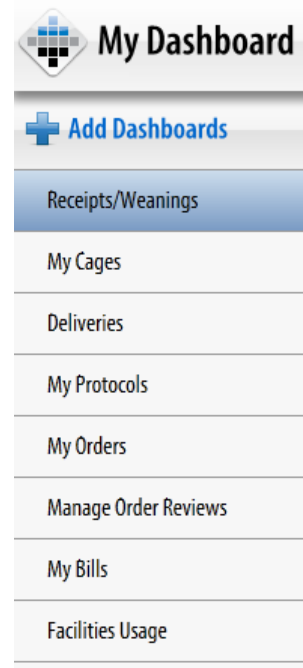 My Dashboard
Add Dashboards
Receipts/Weanings
My Cages
Deliveries
My Protocols
My Orders
Manage Order Reviews
My Bills
Facilities Usage